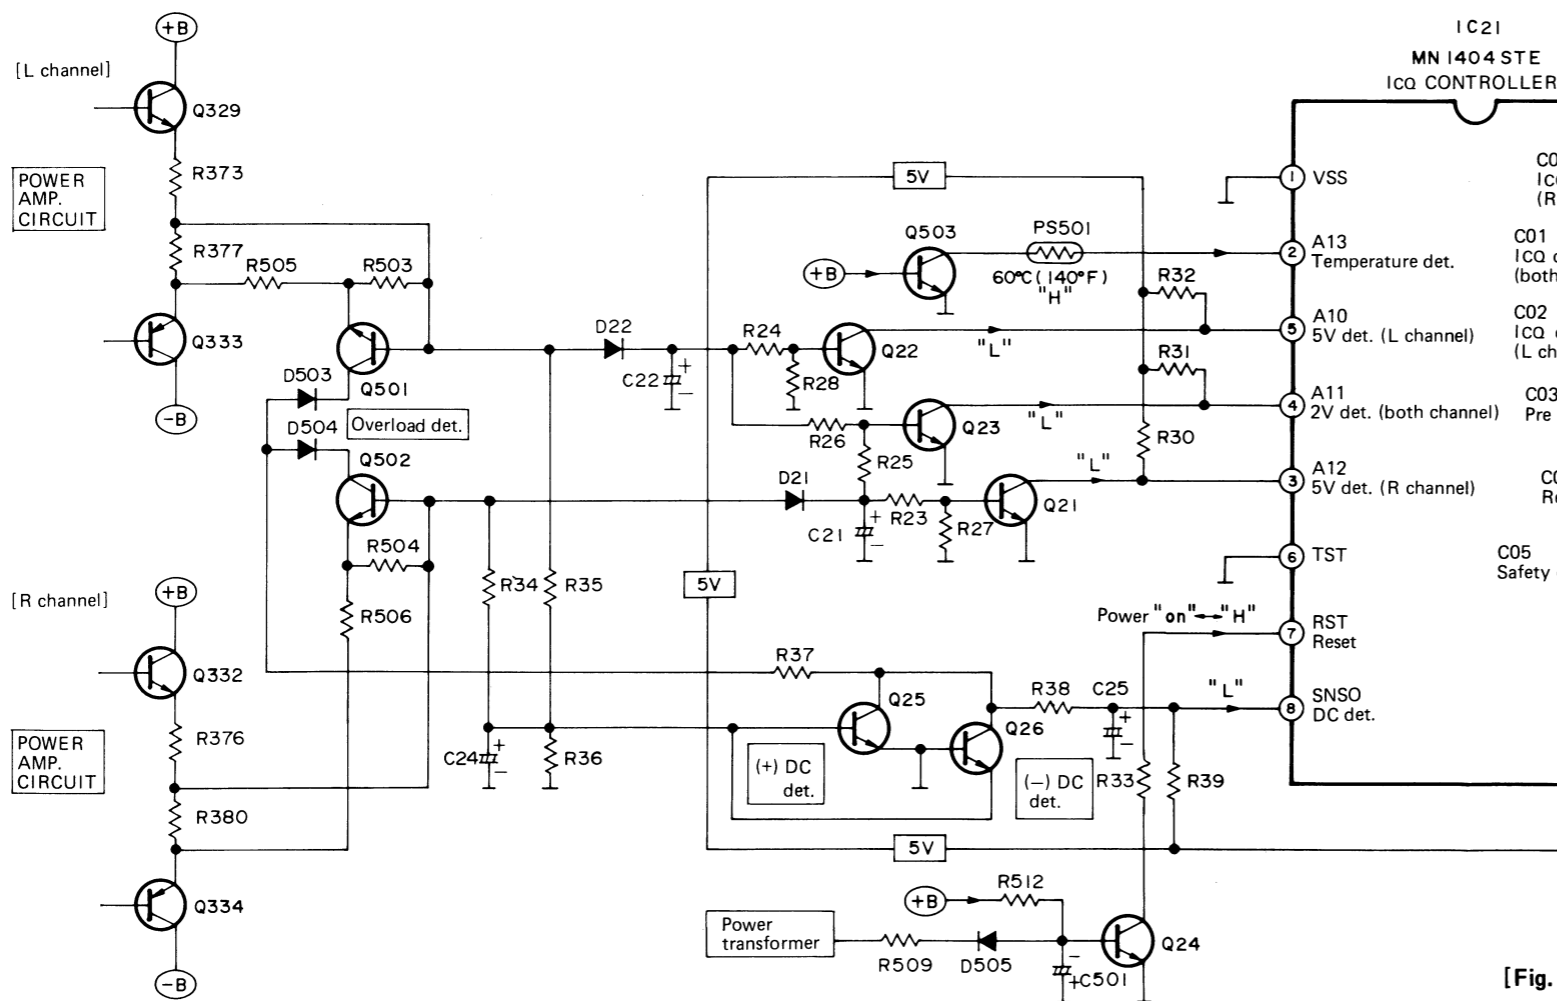 +B
[L channel]
Q329
R373
POWER
AMP.
CIRCUIT
R377
R505
R503
Q333
D503
Q501
-B
D504
Overload det.
Q502
R504
[R channel]
+B
R506
Q332
R376
POWER
AMP.
CIRCUIT
R380
Q334
-B
D22
C22
+
-
R24
R28
Q22
"L"
R26
Q23
"L"
R25
D21
C21
+
-
R23
R27
Q21
"L"
R34
R35
5V
5V
Q503
PS501
+B
60°C (140°F)
"H"
R32
R31
R30
R37
Q25
Q26
C24
+
-
R36
(+) DC
det.
(-) DC
det.
R38
C25
+
-
"L"
R33
R39
Power "on" ↔ "H"
5V
+B
R512
Power
transformer
R509
D505
-
+
C501
Q24
IC21
MN1404STE
ICQ CONTROLLER
1 VSS
2 A13
Temperature det.
5 A10
5V det. (L channel)
4 A11
2V det. (both channel)
3 A12
5V det. (R channel)
6 TST
7 RST
Reset
8 SNSO
DC det.
C01
(both
C02
C03
Pre
C05
Safety
[Fig.